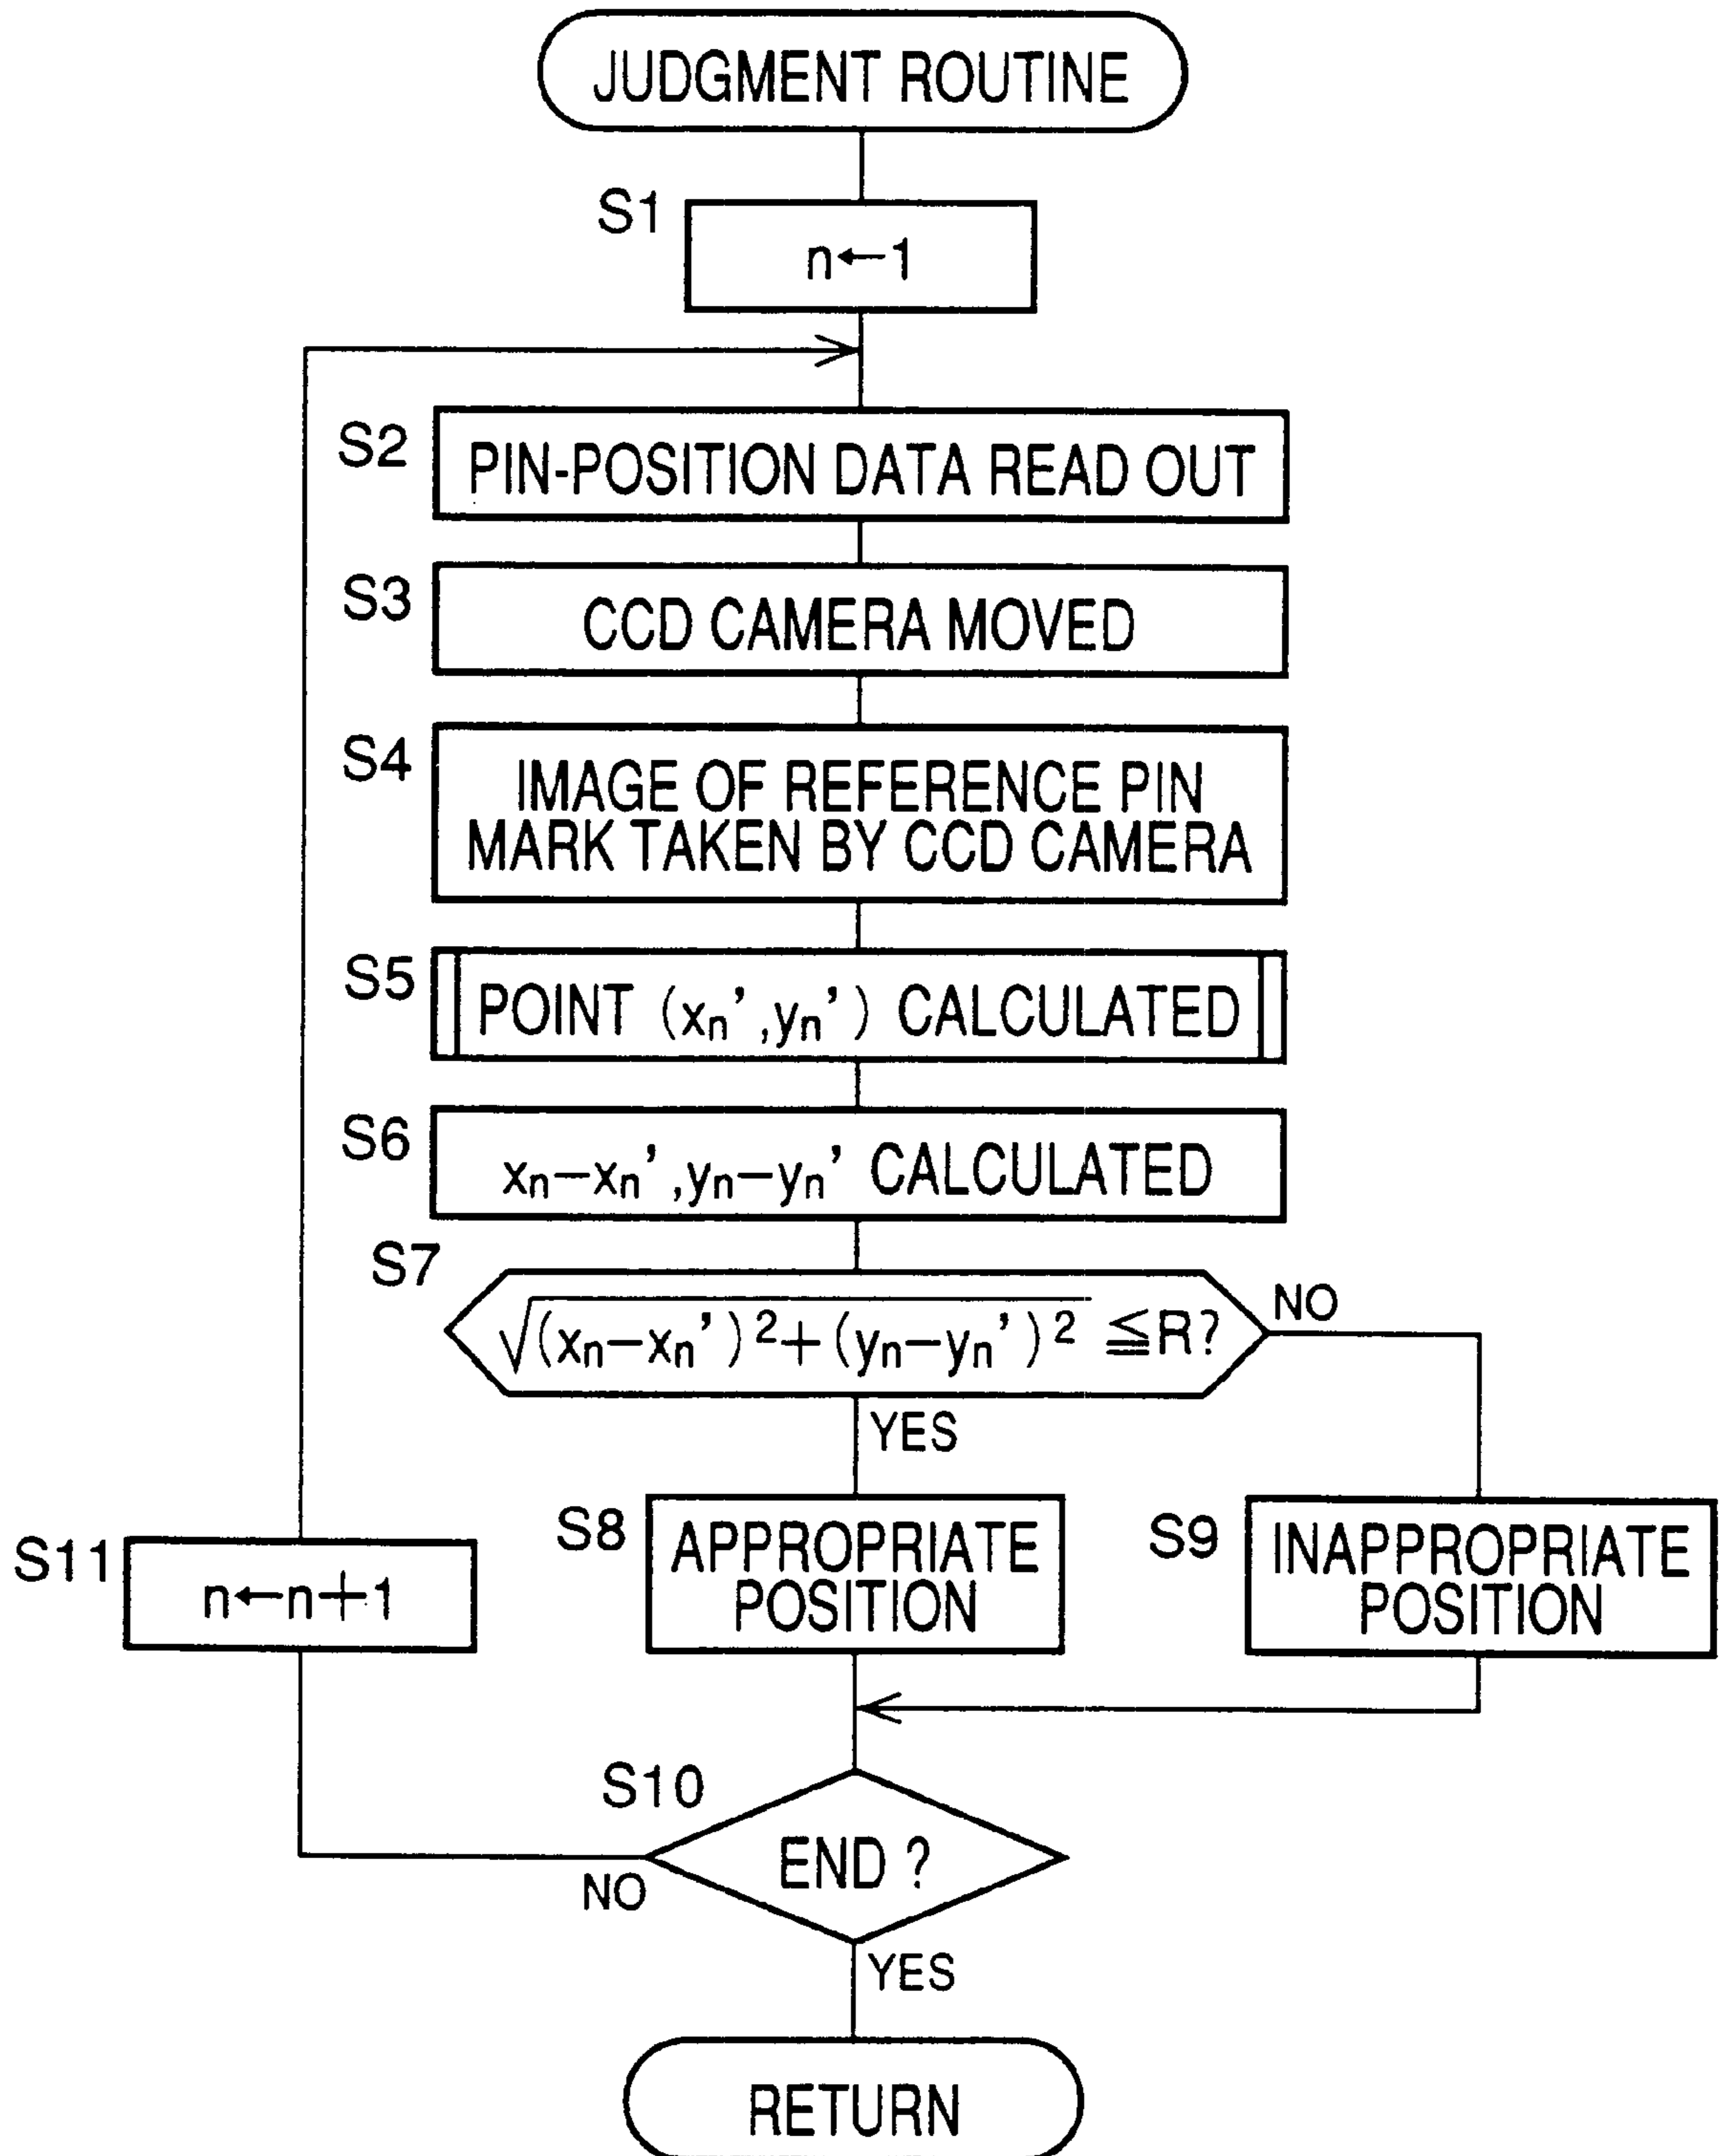 JUDGMENT ROUTINE
S1
n←1
S2
PIN-POSITION DATA READ OUT
S3
CCD CAMERA MOVED
S4
IMAGE OF REFERENCE PIN
MARK TAKEN BY CCD CAMERA
S5
POINT (xn',yn') CALCULATED
S6
xn−xn',yn−yn' CALCULATED
S7
√(xn−xn')²+(yn−yn')² ≦R?
NO
YES
S8
APPROPRIATE
POSITION
S9
INAPPROPRIATE
POSITION
S11
n←n+1
S10
END ?
NO
YES
RETURN